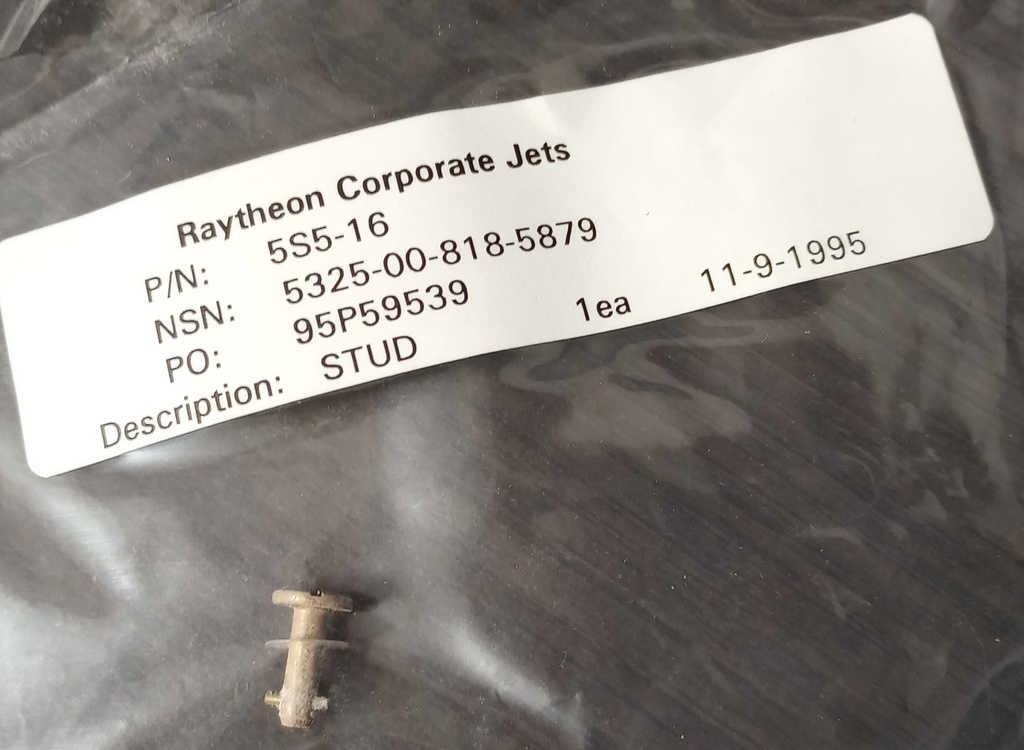 Raytheon Corporate Jets
P/N: 5S5-16
NSN: 5325-00-818-5879
PO: 95P59539 1ea 11-9-1995
Description: STUD